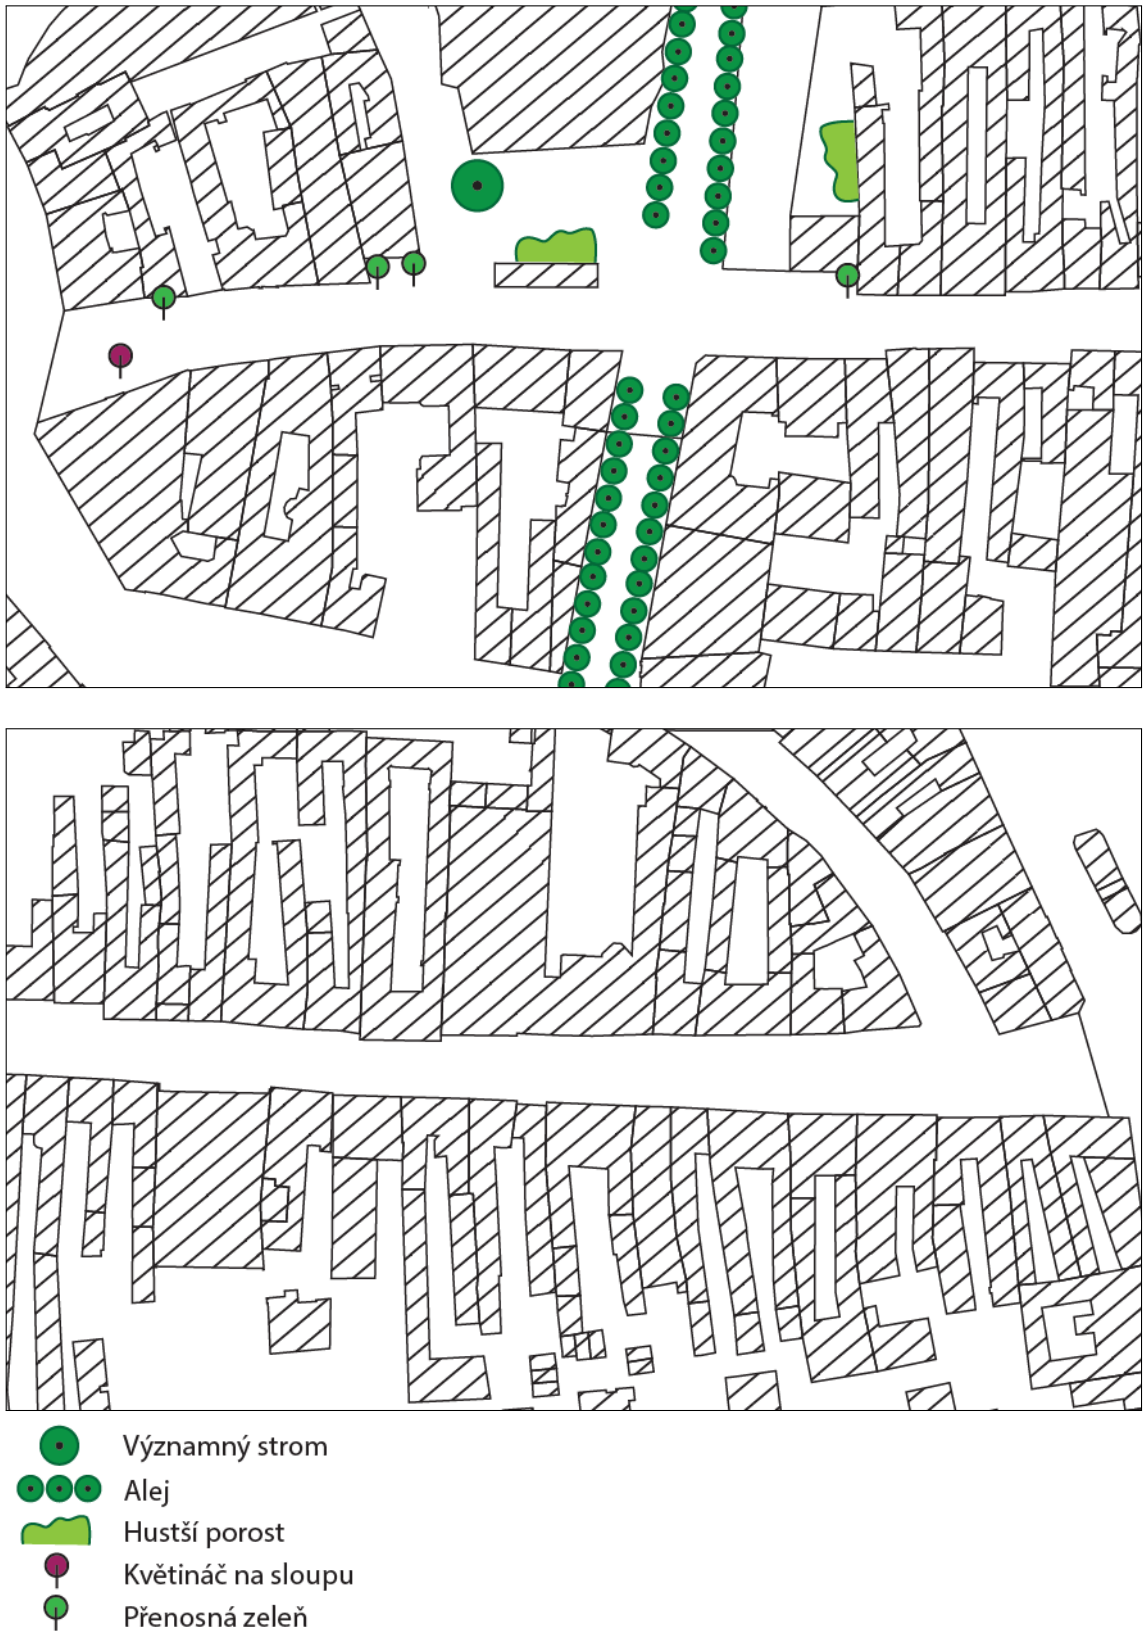 Významný strom
Alej
Hustší porost
Květináč na sloupu
Přenosná zeleň